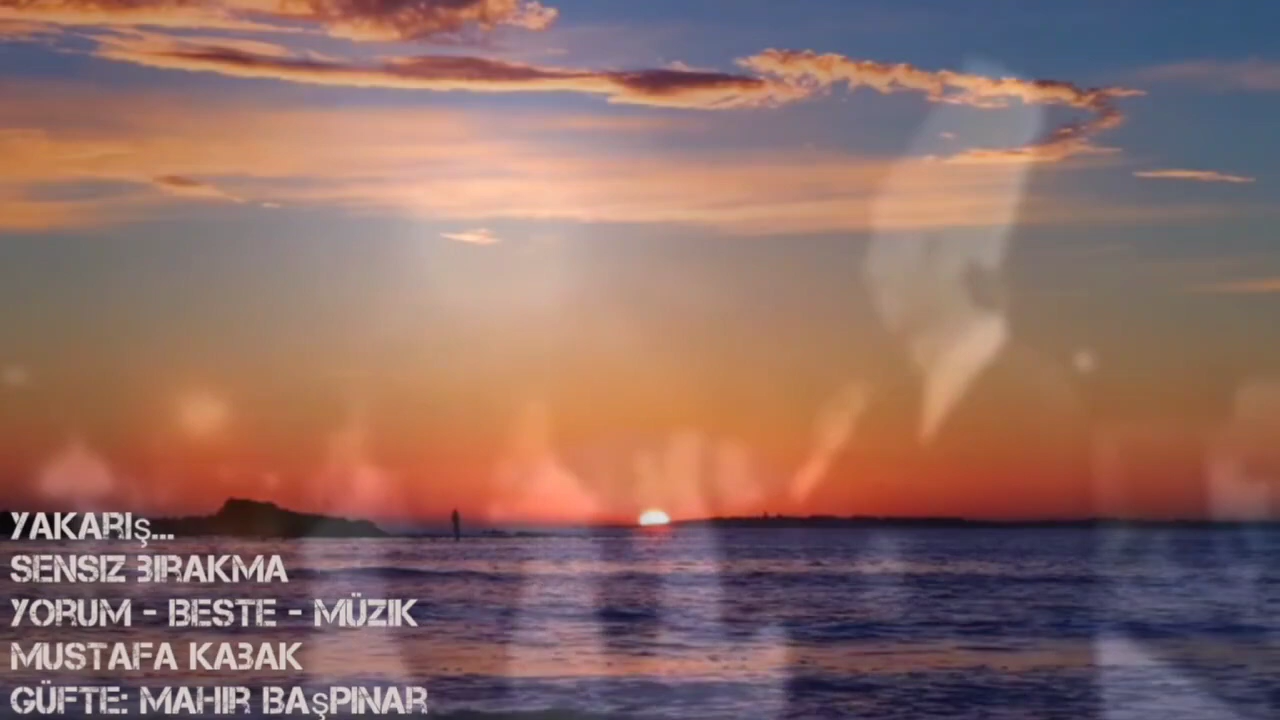 YAKARIş...
SENSIZ BIRAKMA
YORUM - BESTE - MÜZIK
MUSTAFA KABAK
GÜFTE: MAHIR BAşPINAR